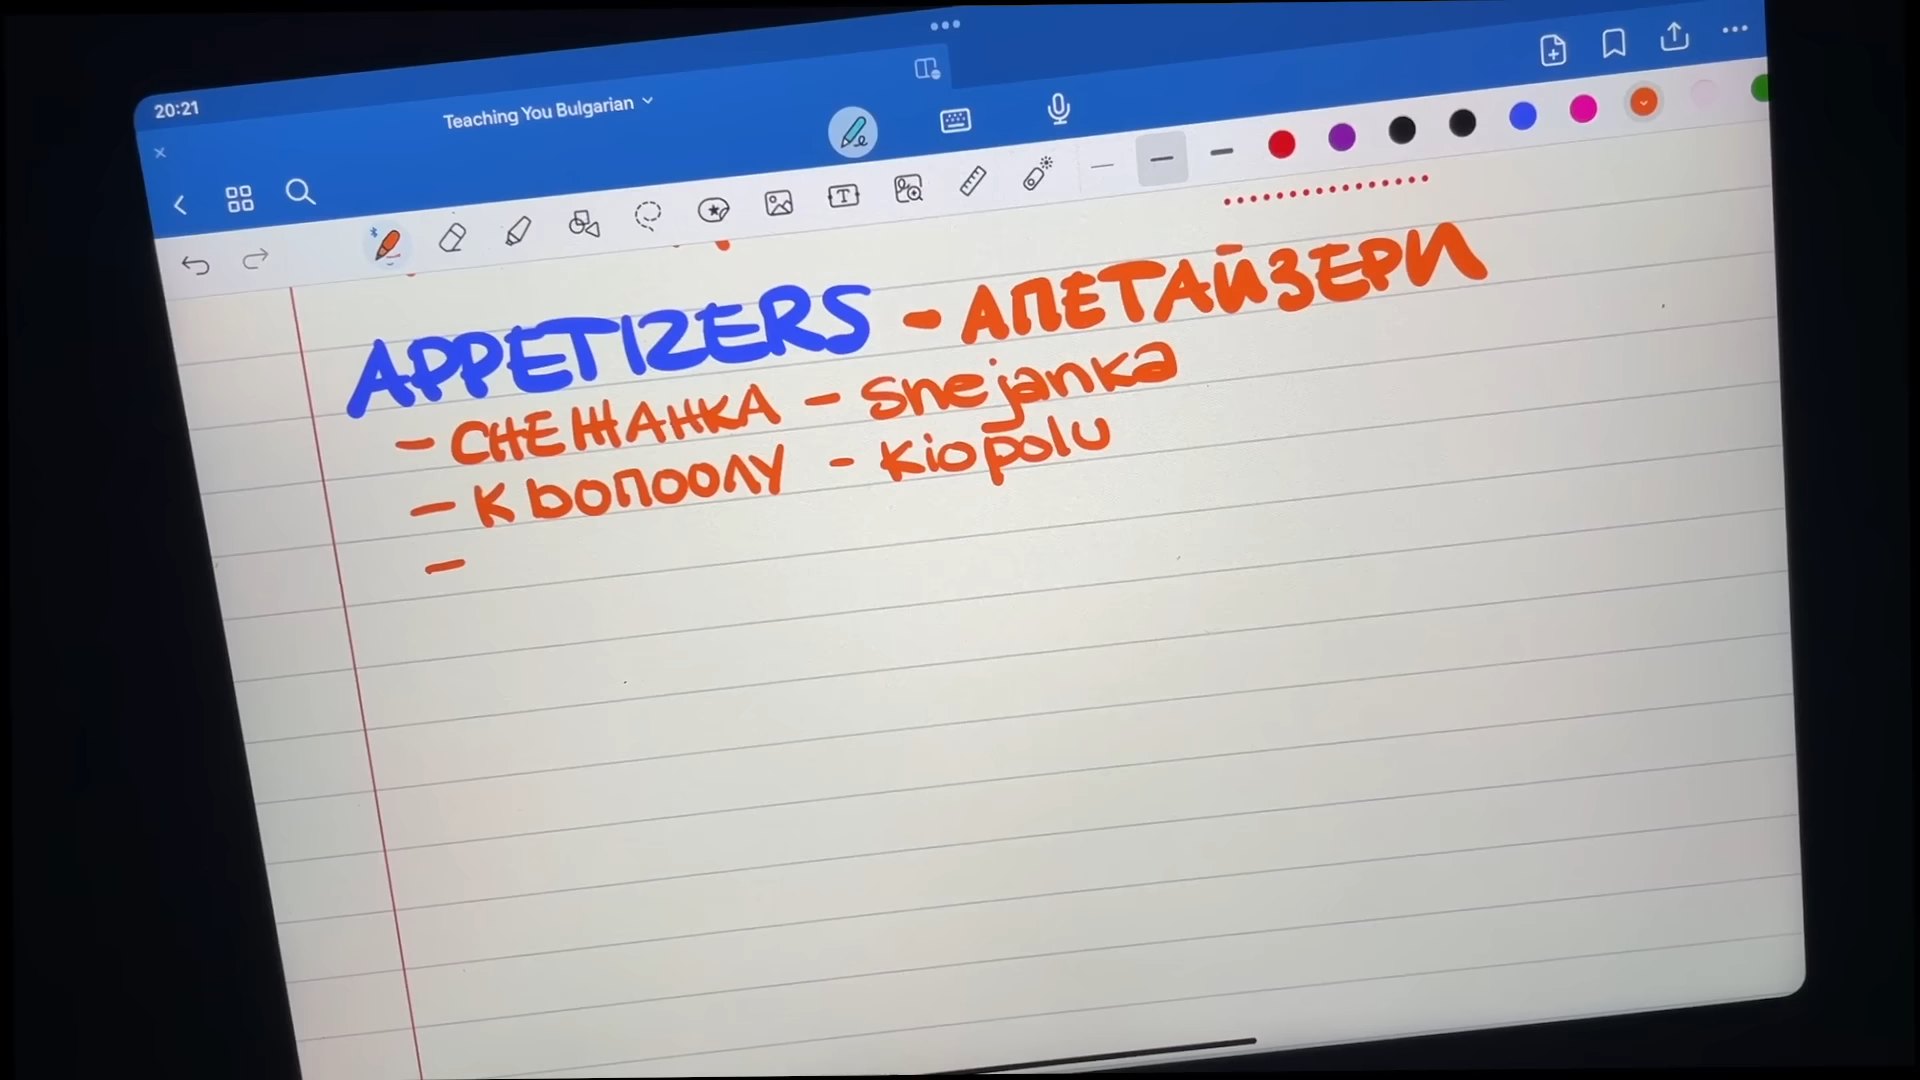 20:21
Teaching You Bulgarian
APPETIZERS - АПЕТАЙЗЕРИ
- СНЕЖАНКА - Snejanka
- Кьопоолу - Kiopolu
-